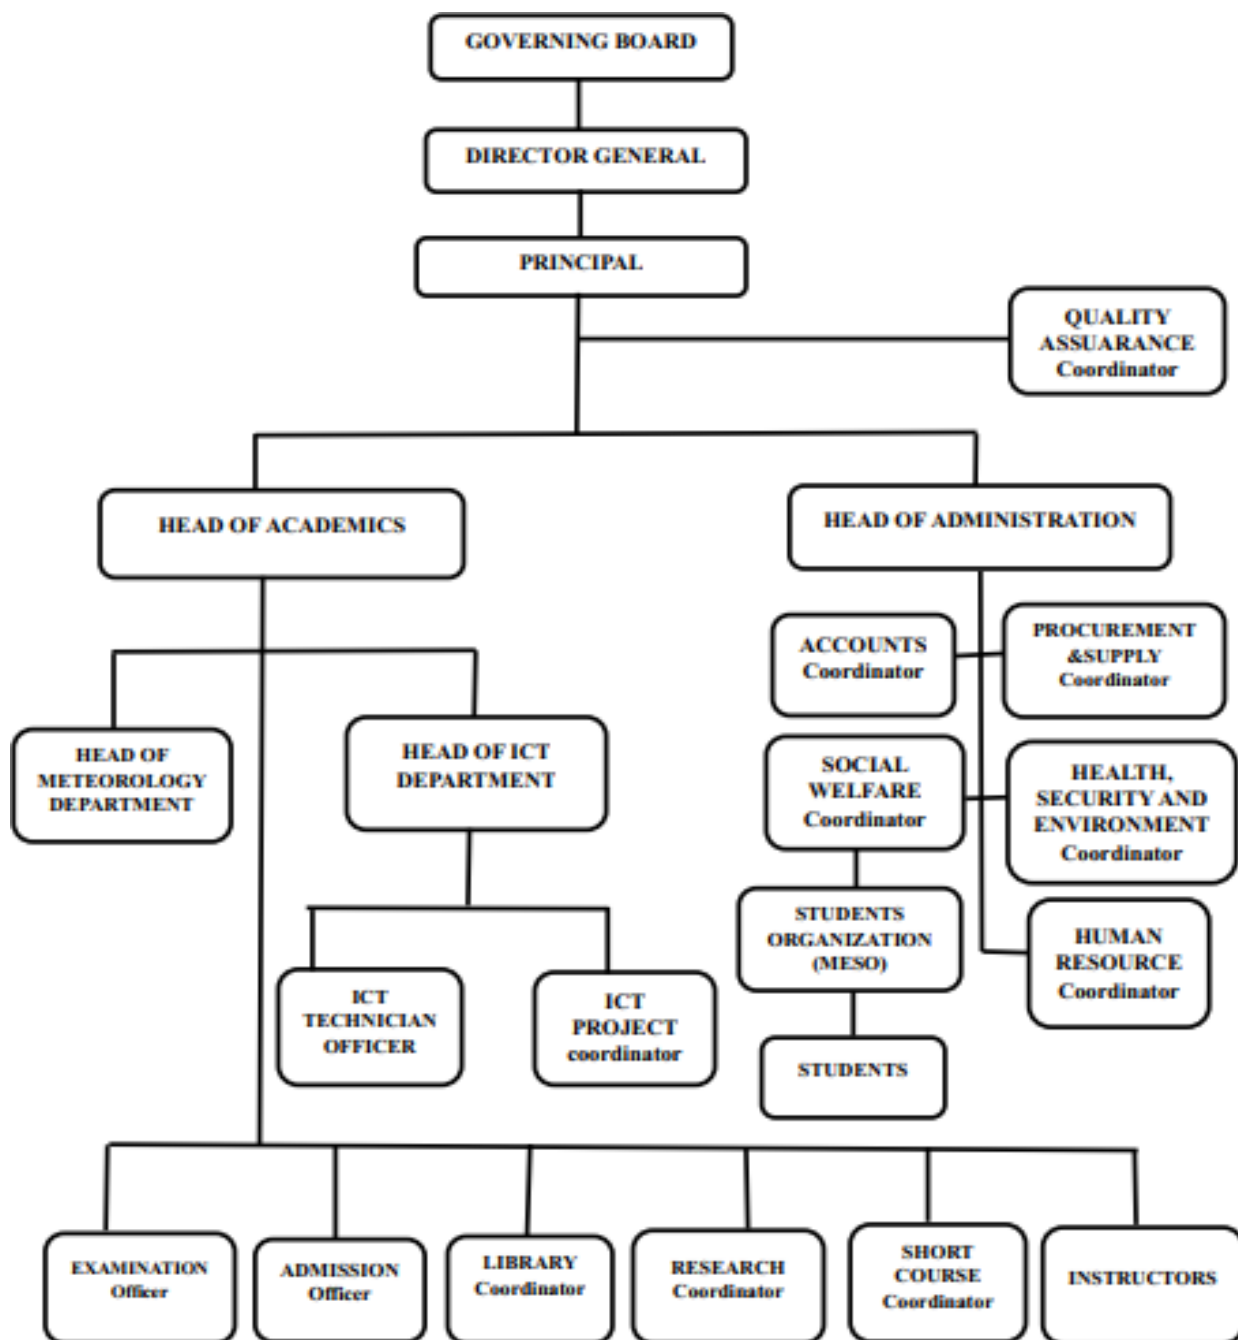 GOVERNING BOARD
DIRECTOR GENERAL
PRINCIPAL
QUALITY
ASSUARANCE
Coordinator
HEAD OF ACADEMICS
HEAD OF ADMINISTRATION
ACCOUNTS
Coordinator
PROCUREMENT
&SUPPLY
Coordinator
HEAD OF
METEOROLOGY
DEPARTMENT
HEAD OF ICT
DEPARTMENT
SOCIAL
WELFARE
Coordinator
HEALTH,
SECURITY AND
ENVIRONMENT
Coordinator
STUDENTS
ORGANIZATION
(MESO)
HUMAN
RESOURCE
Coordinator
ICT
TECHNICIAN
OFFICER
ICT
PROJECT
coordinator
STUDENTS
EXAMINATION
Officer
ADMISSION
Officer
LIBRARY
Coordinator
RESEARCH
Coordinator
SHORT
COURSE
Coordinator
INSTRUCTORS